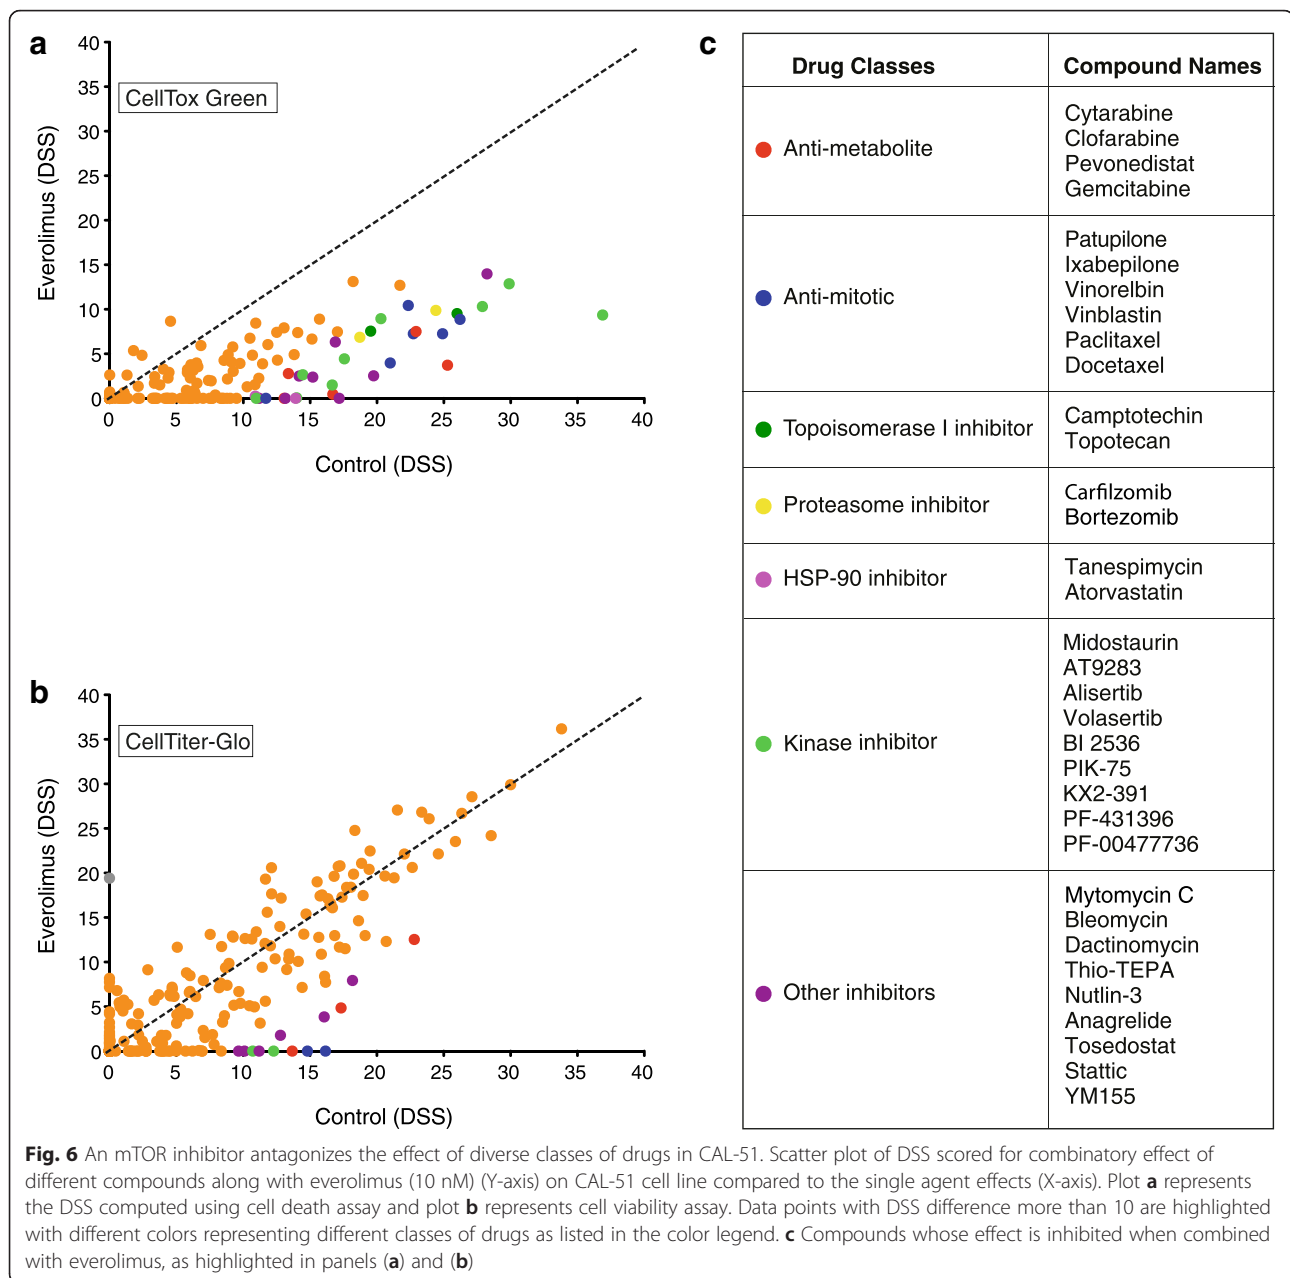 a
40
35
30
25
20
15
10
5
0
CellTox Green
Everolimus (DSS)
0 5 10 15 20 25 30 35 40
Control (DSS)
b
40
35
30
25
20
15
10
5
0
CellTiter-Glo
Everolimus (DSS)
0 5 10 15 20 25 30 35 40
Control (DSS)
c
Drug Classes Compound Names
Anti-metabolite
Cytarabine
Clofarabine
Pevonedistat
Gemcitabine
Anti-mitotic
Patupilone
Ixabepilone
Vinorelbin
Vinblastin
Paclitaxel
Docetaxel
Topoisomerase I inhibitor
Camptotechin
Topotecan
Proteasome inhibitor
Carfilzomib
Bortezomib
HSP-90 inhibitor
Tanespimycin
Atorvastatin
Kinase inhibitor
Midostaurin
AT9283
Alisertib
Volasertib
BI 2536
PIK-75
KX2-391
PF-431396
PF-00477736
Other inhibitors
Mytomycin C
Bleomycin
Dactinomycin
Thio-TEPA
Nutlin-3
Anagrelide
Tosedostat
Stattic
YM155
Fig. 6 An mTOR inhibitor antagonizes the effect of diverse classes of drugs in CAL-51. Scatter plot of DSS scored for combinatory effect of
different compounds along with everolimus (10 nM) (Y-axis) on CAL-51 cell line compared to the single agent effects (X-axis). Plot a represents
the DSS computed using cell death assay and plot b represents cell viability assay. Data points with DSS difference more than 10 are highlighted
with different colors representing different classes of drugs as listed in the color legend. c Compounds whose effect is inhibited when combined
with everolimus, as highlighted in panels (a) and (b)